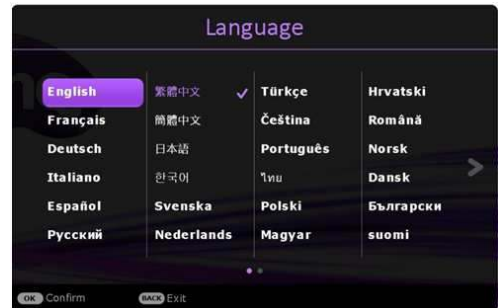 Language
English
Français
Deutsch
Italiano
Español
Русский
繁體中文
簡體中文
日本語
한국어
Svenska
Nederlands
Türkçe
Čeština
Português
ไทย
Polski
Magyar
Hrvatski
Română
Norsk
Dansk
Български
suomi
OK Confirm
BACK Exit